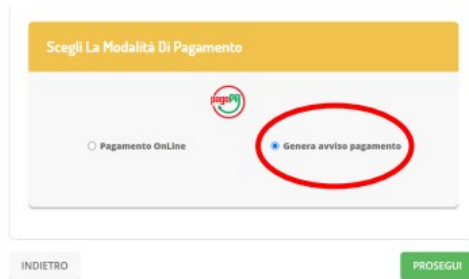 Scegli La Modalità Di Pagamento
pagoPA
Pagamento OnLine
Genera avviso pagamento
INDIETRO
PROSEGUI